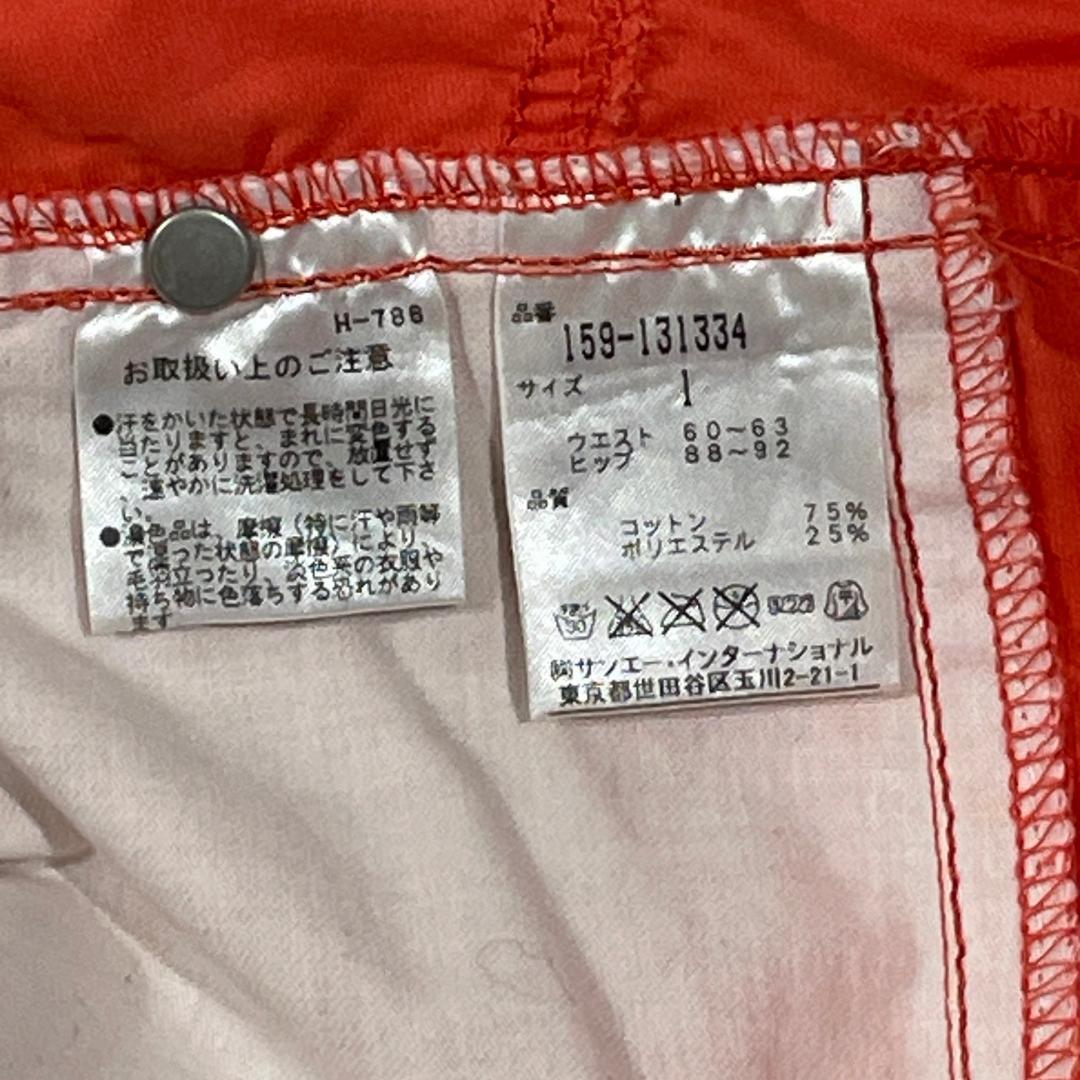 H-788
お取扱い上のご注意
●汗をかいた状態で長時間日光に
当たりますと、まれに変色する
ことがありますので、放置せず
、速やかに洗濯処理をして下さ
い。
●濃色品は、摩擦（特に汗や雨等
で湿った状態の摩擦）により、
毛羽立ったり、淡色系の衣服や
持ち物に色落ちする恐れがあり
ます
品番
159-131334
サイズ 1
ウエスト 60～63
ヒップ 88～92
品質
コットン 75%
ポリエステル 25%
㈱サンエー・インターナショナル
東京都世田谷区玉川2-21-1